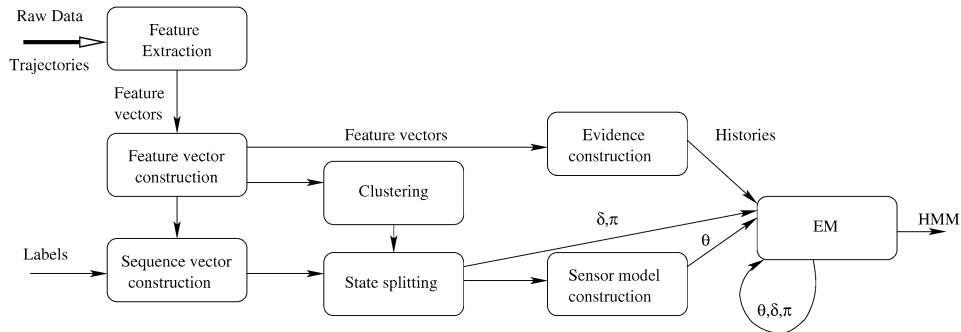 Raw Data
Trajectories
Feature
Extraction
Feature
vectors
Feature vector
construction
Feature vectors
Evidence
construction
Histories
Clustering
δ,π
θ
EM
HMM
Labels
Sequence vector
construction
State splitting
Sensor model
construction
θ,δ,π